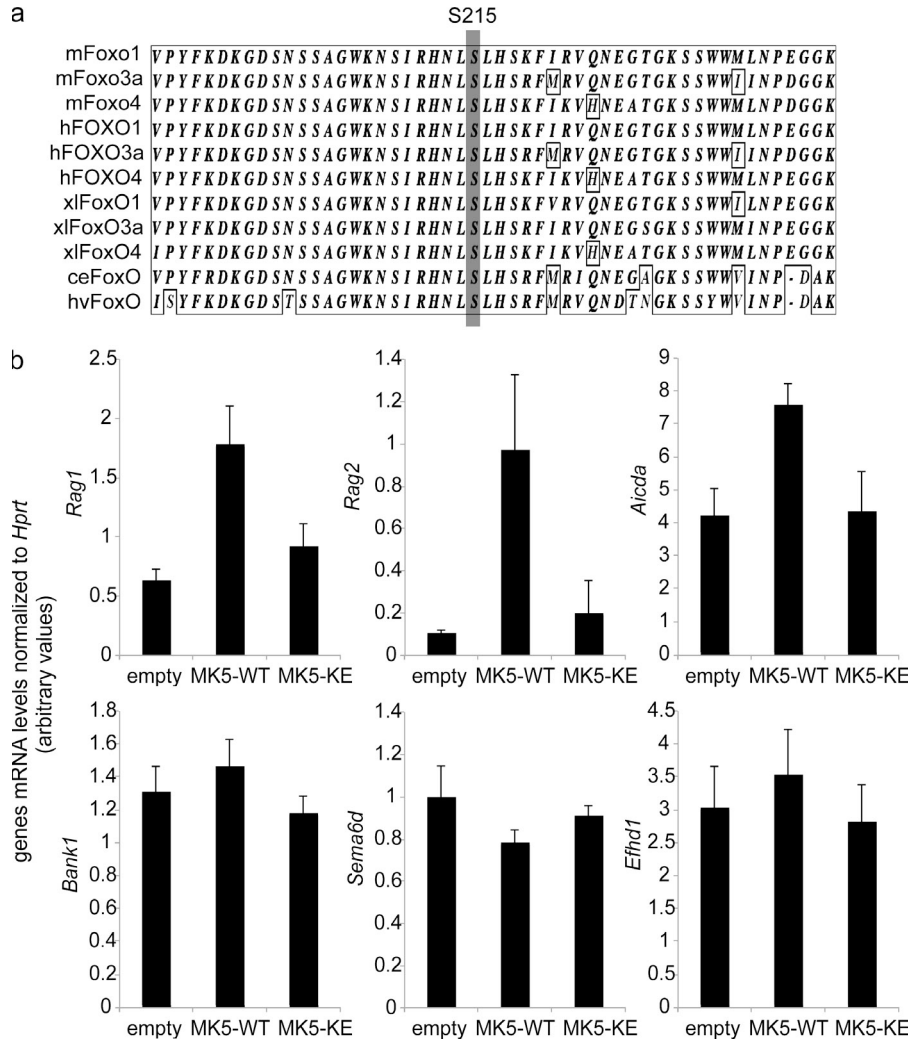 a
S215
mFoxo1 VPYFKDKGDSNSSAGWKNSIRHNLSLHSKFIRVQNEGTGKSSWWMLNPEGGK
mFoxo3a VPYFKDKGDSNSSAGWKNSIRHNLSLHSRFMRVQNEGTGKSSWWIINPDGGK
mFoxo4 VPYFKDKGDSNSSAGWKNSIRHNLSLHSKFIKVHNEATGKSSWWMLNPDGGK
hFOXO1 VPYFKDKGDSNSSAGWKNSIRHNLSLHSKFIRVQNEGTGKSSWWMLNPEGGK
hFOXO3a VPYFKDKGDSNSSAGWKNSIRHNLSLHSRFMRVQNEGTGKSSWWIINPDGGK
hFOXO4 VPYFKDKGDSNSSAGWKNSIRHNLSLHSKFIKVHNEATGKSSWWMLNPEGGK
xlFoxO1 VPYFKDKGDSNSSAGWKNSIRHNLSLHSKFVRVQNEGTGKSSWWILNPEGGK
xlFoxO3a VPYFKDKGDSNSSAGWKNSIRHNLSLHSRFIRVQNEGSGKSSWWMINPDGGK
xlFoxO4 IPYFKDKGDSNSSAGWKNSIRHNLSLHSKFIKVHNEATGKSSWWMLNPEGGK
ceFoxO VPYFRDKGDSNSSAGWKNSIRHNLSLHSRFMRIQNEGAGKSSWWVINP-DAK
hvFoxO ISYFKDKGDSTSSAGWKNSIRHNLSLHSRFMRVQNDTNGKSSYWVINP-DAK
b
genes mRNA levels normalized to Hprt
(arbitrary values)
Rag1
2.5
2
1.5
1
0.5
0
empty MK5-WT MK5-KE
Rag2
1.4
1.2
1
0.8
0.6
0.4
0.2
0
empty MK5-WT MK5-KE
Aicda
9
8
7
6
5
4
3
2
1
0
empty MK5-WT MK5-KE
Bank1
1.8
1.6
1.4
1.2
1
0.8
0.6
0.4
0.2
0
empty MK5-WT MK5-KE
Sema6d
1.4
1.2
1
0.8
0.6
0.4
0.2
0
empty MK5-WT MK5-KE
Efhd1
4.5
4
3.5
3
2.5
2
1.5
1
0.5
0
empty MK5-WT MK5-KE